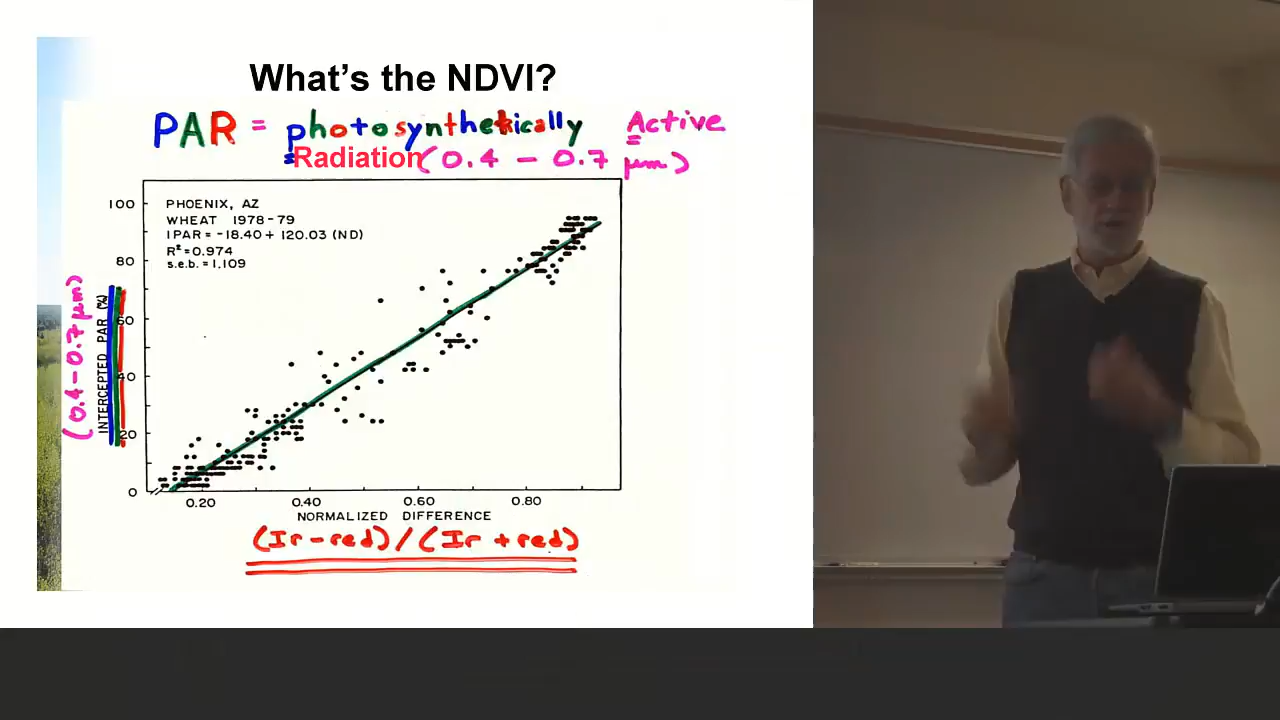 What's the NDVI?
PAR = photosynthetically Active
Radiation (0.4 - 0.7 μm)
PHOENIX, AZ
WHEAT 1978-79
IPAR = -18.40 + 120.03 (ND)
R²=0.974
s.e.b. = 1.109
100
80
60
40
20
0
(0.4-0.7μm)
INTERCEPTED PAR (%)
0.20 0.40 0.60 0.80
NORMALIZED DIFFERENCE
(Ir-red)/(Ir+red)